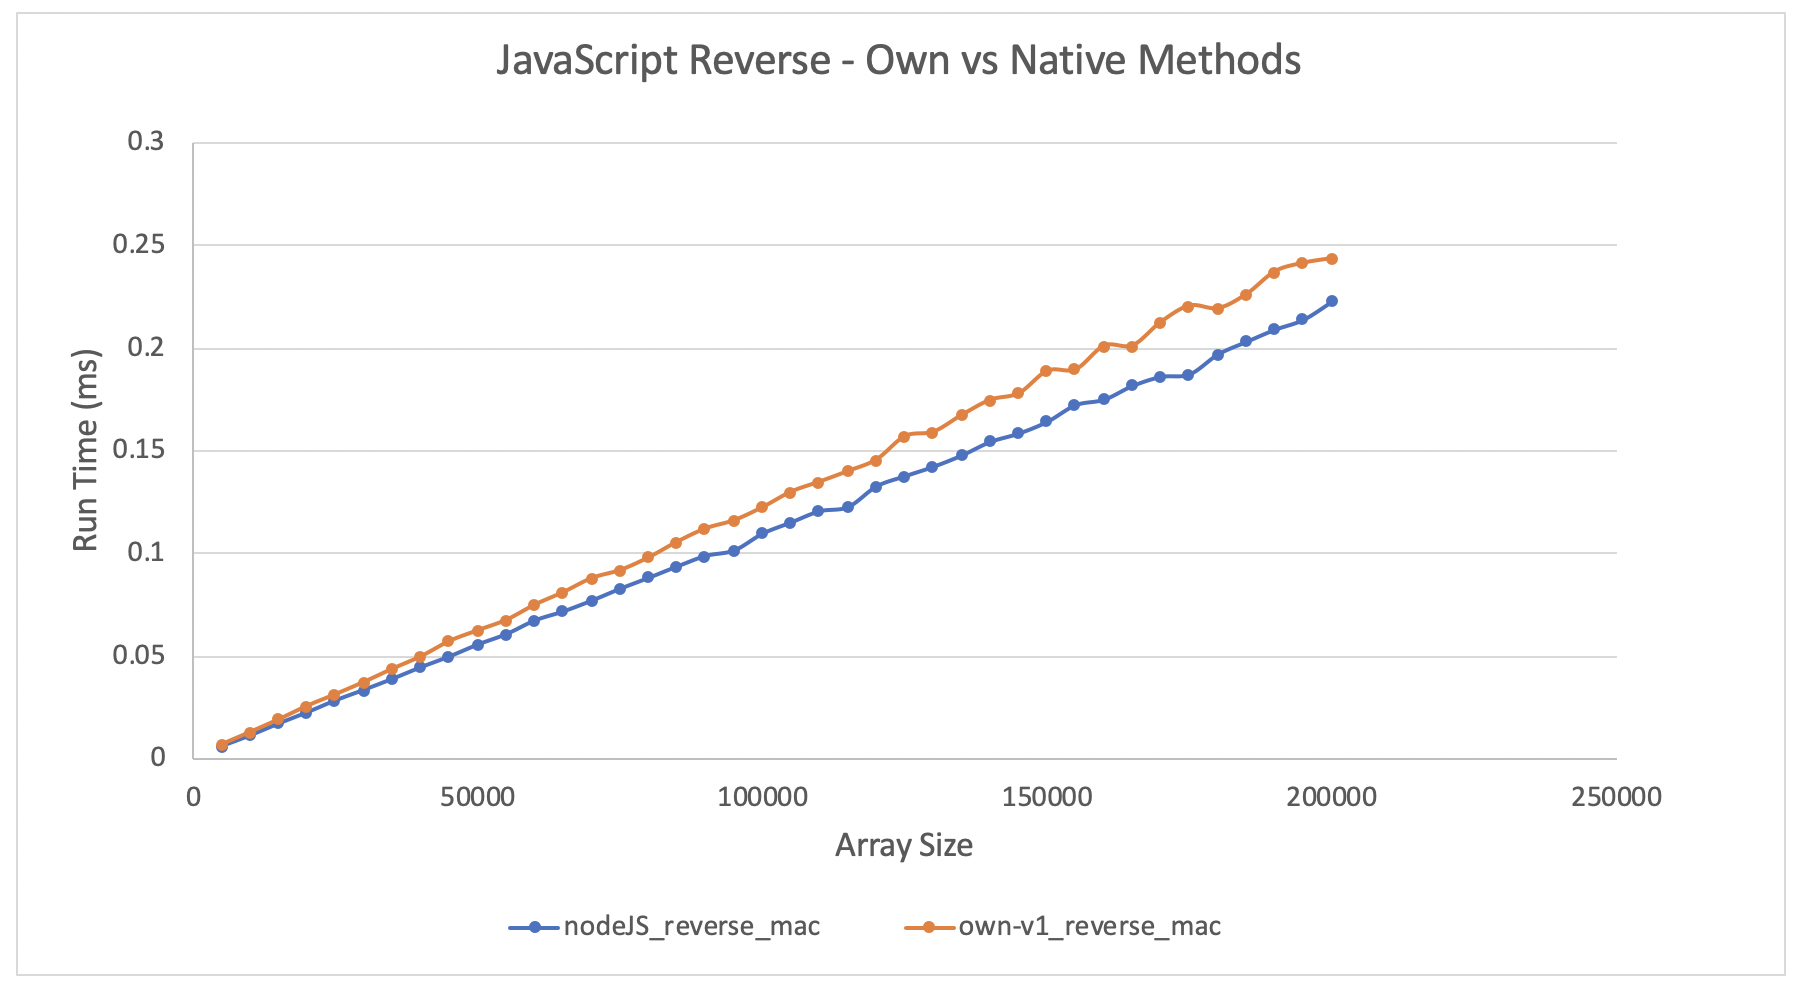 JavaScript Reverse - Own vs Native Methods
0.3
0.25
0.2
0.15
0.1
0.05
0
Run Time (ms)
0 50000 100000 150000 200000 250000
Array Size
nodeJS_reverse_mac own-v1_reverse_mac